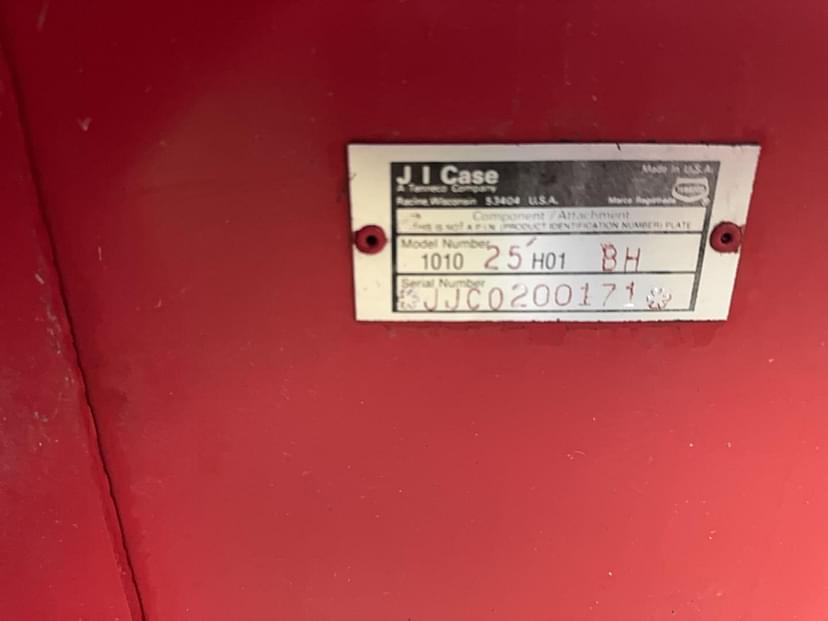 J I Case
A Tenneco Company
Racine, Wisconsin 53404 U.S.A.
Made in U.S.A.
TENNECO
Marca Registrada
Component / Attachment
THIS IS NOT A P.I.N. (PRODUCT IDENTIFICATION NUMBER) PLATE
Model Number
1010 25' H01 BH
Serial Number
JJC0200171